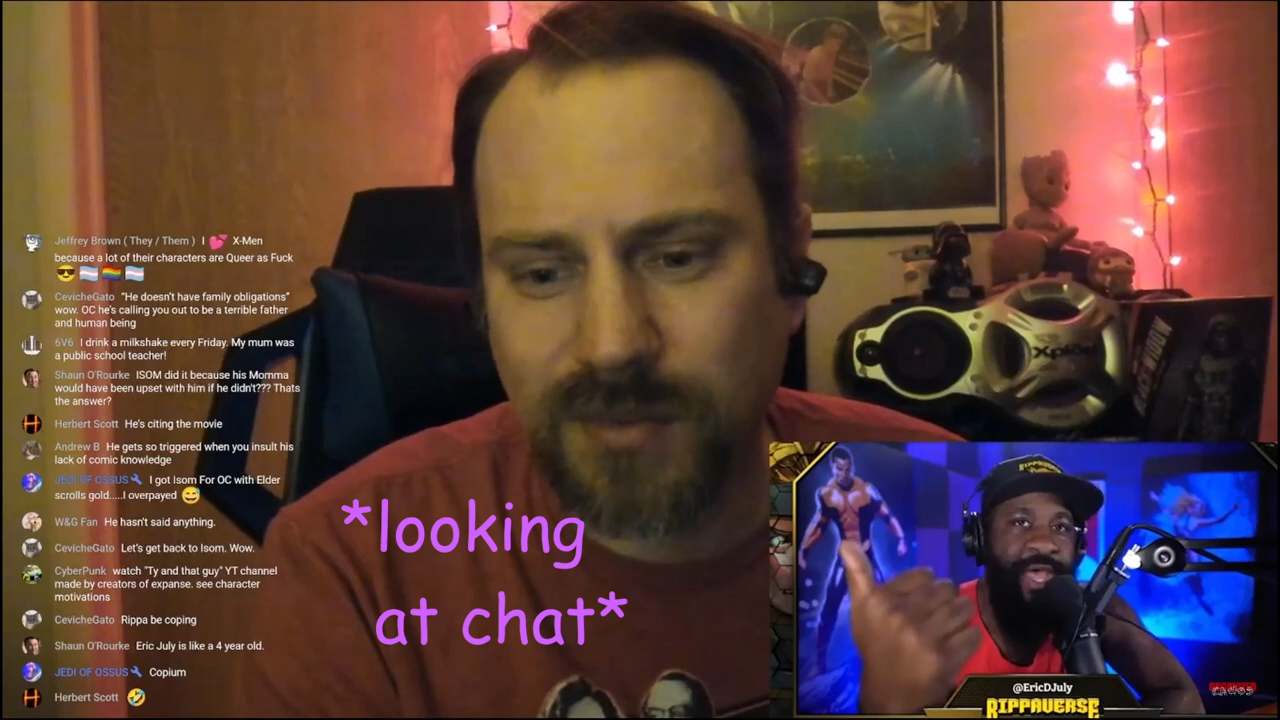 Jeffrey Brown ( They / Them ) I 💕 X-Men
because a lot of their characters are Queer as Fuck
😎 🏳️‍⚧️ 🏳️‍🌈 🏳️‍⚧️
CevicheGato "He doesn't have family obligations"
wow. OC he's calling you out to be a terrible father
and human being
6V6 I drink a milkshake every Friday. My mum was
a public school teacher!
Shaun O'Rourke ISOM did it because his Momma
would have been upset with him if he didn't??? Thats
the answer?
Herbert Scott He's citing the movie
Andrew B He gets so triggered when you insult his
lack of comic knowledge
JEDI OF OSSUS🔧 I got Isom For OC with Elder
scrolls gold.....I overpayed 😅
W&G Fan He hasn't said anything.
CevicheGato Let's get back to Isom. Wow.
CyberPunk watch "Ty and that guy" YT channel
made by creators of expanse. see character
motivations
CevicheGato Rippa be coping
Shaun O'Rourke Eric July is like a 4 year old.
JEDI OF OSSUS🔧 Copium
Herbert Scott 🤣
*looking
at chat*
Xplod
RIPPAVERSE
@EricDJuly
RIPPAVERSE